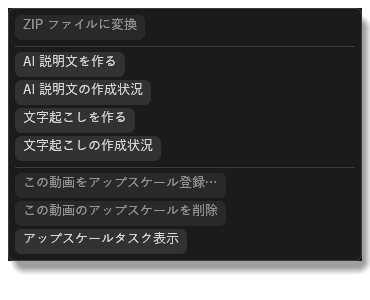 ZIP ファイルに変換
AI 説明文を作る
AI 説明文の作成状況
文字起こしを作る
文字起こしの作成状況
この動画をアップスケール登録…
この動画のアップスケールを削除
アップスケールタスク表示